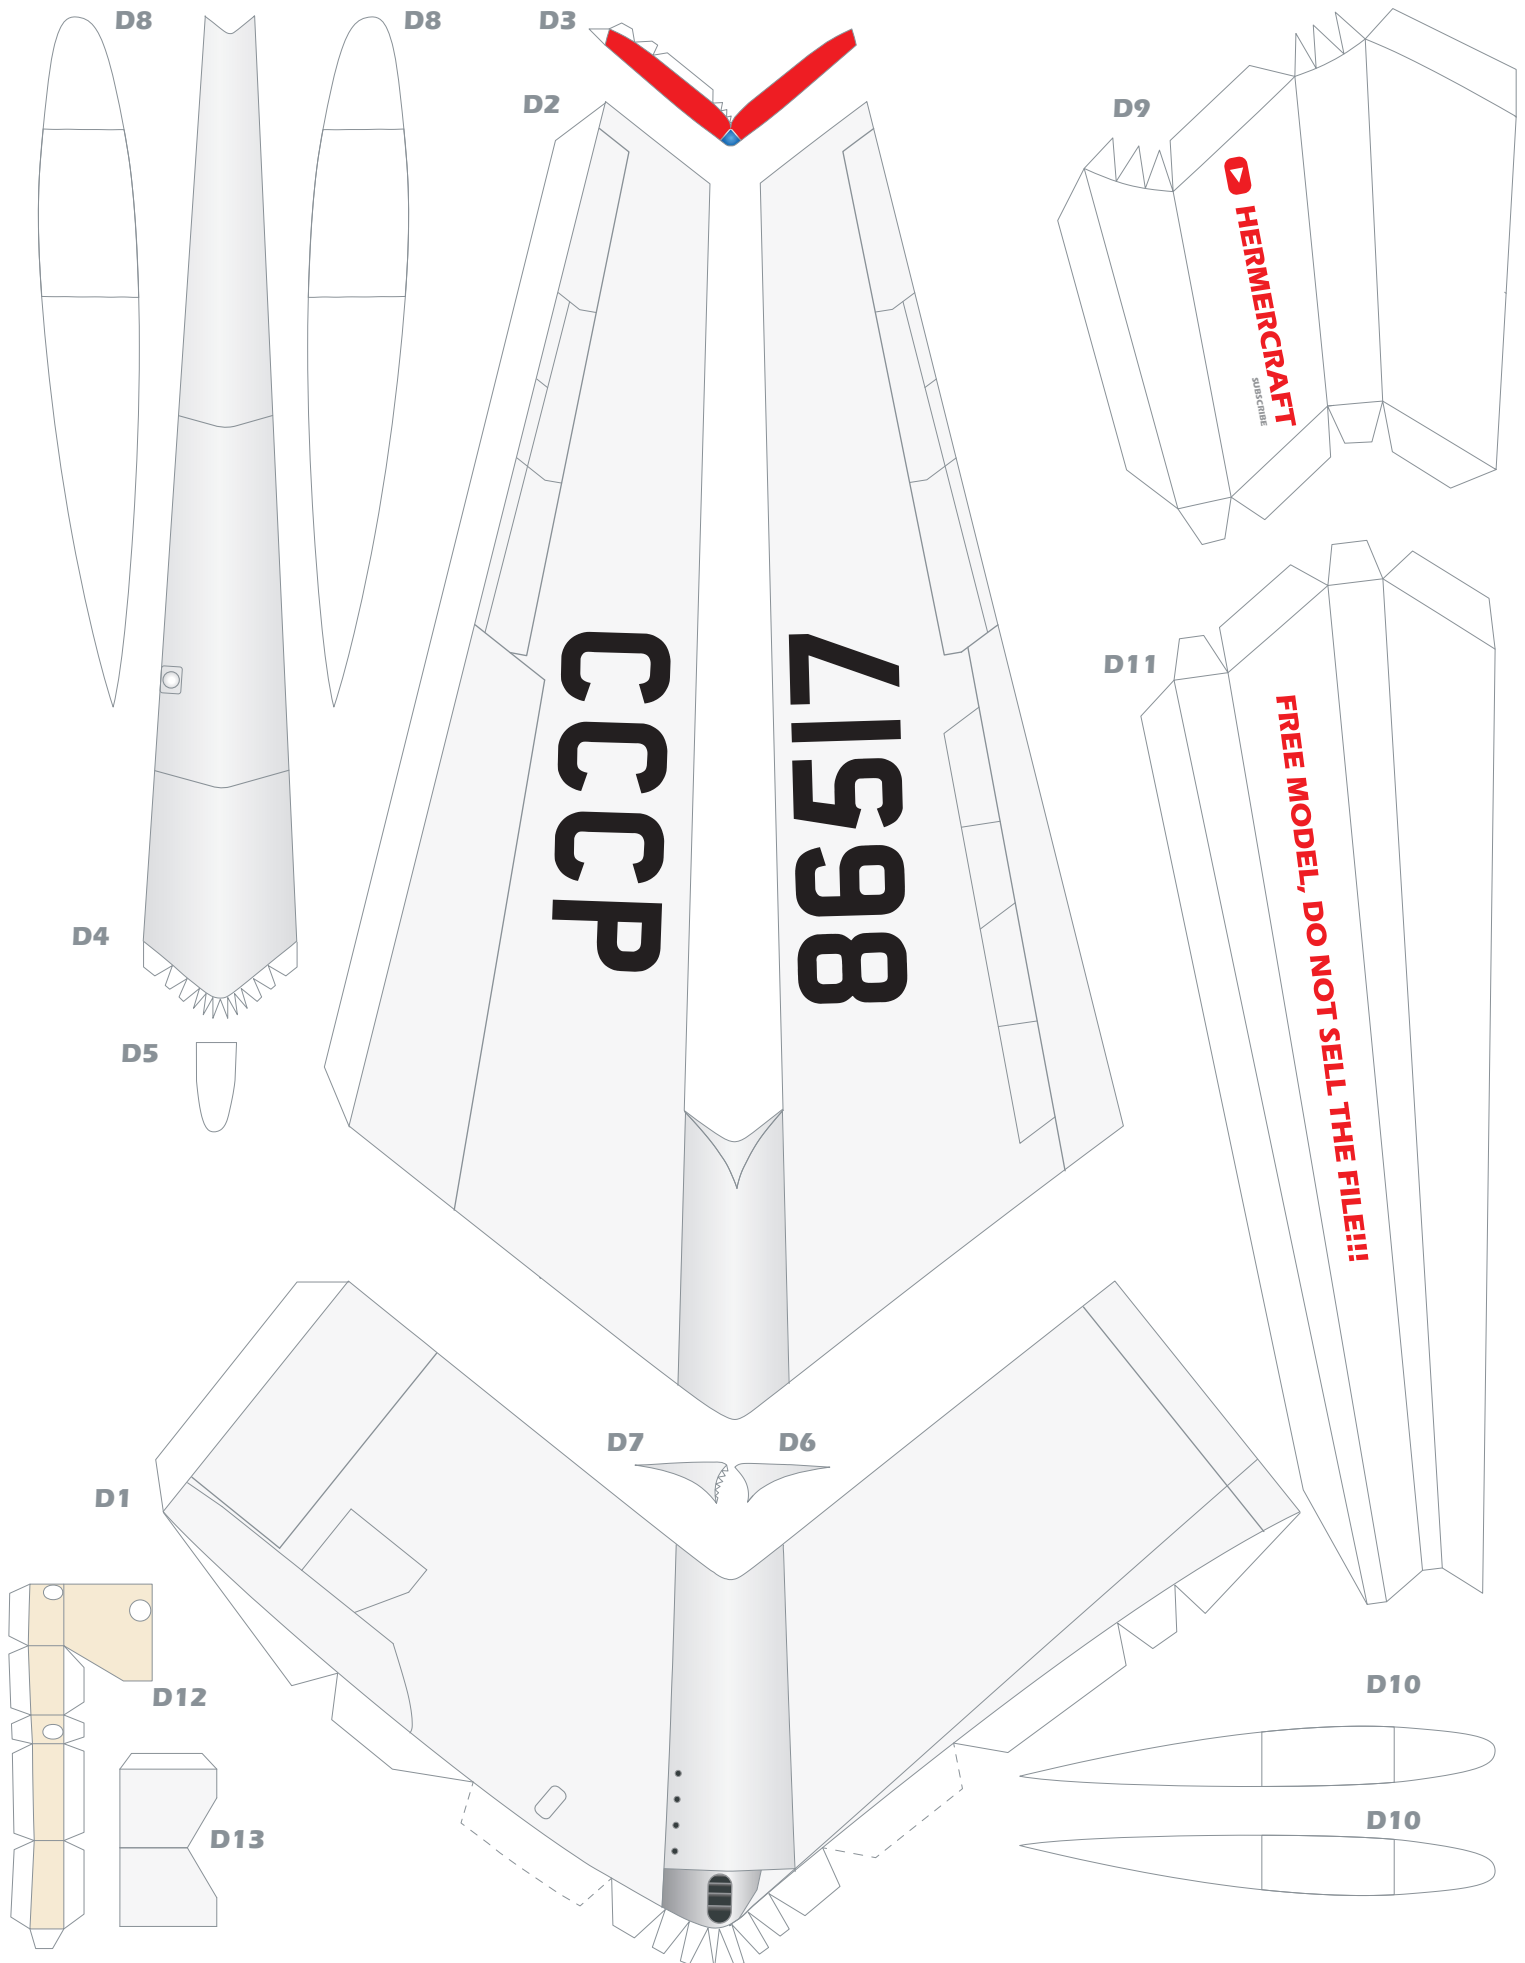 D8
D8
D3
D2
D9
HERMERCRAFT
SUBSCRIBE
CCCP
86517
D11
FREE MODEL, DO NOT SELL THE FILE!!!
D4
D5
D7
D6
D1
D12
D10
D13
D10